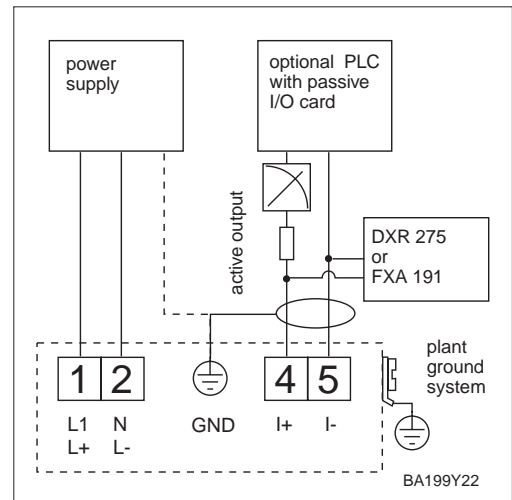 power
supply
optional PLC
with passive
I/O card
active output
DXR 275
or
FXA 191
plant
ground
system
1 2 4 5
L1 N GND I+ I-
L+ L-
BA199Y22